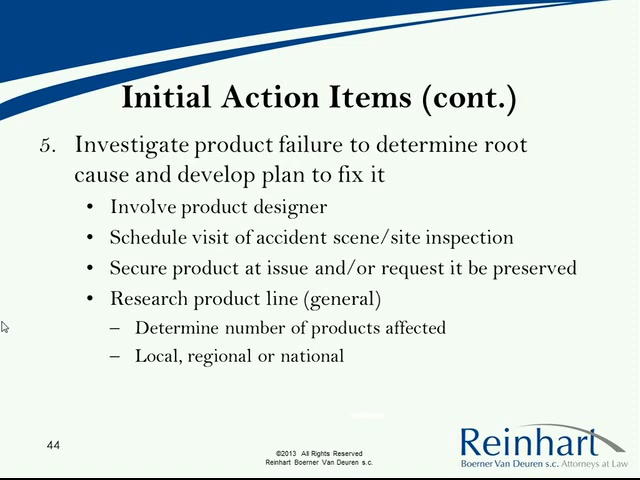 Initial Action Items (cont.)
5. Investigate product failure to determine root
cause and develop plan to fix it
• Involve product designer
• Schedule visit of accident scene/site inspection
• Secure product at issue and/or request it be preserved
• Research product line (general)
– Determine number of products affected
– Local, regional or national
44
©2013 All Rights Reserved
Reinhart Boerner Van Deuren s.c.
Reinhart
Boerner Van Deuren s.c. Attorneys at Law